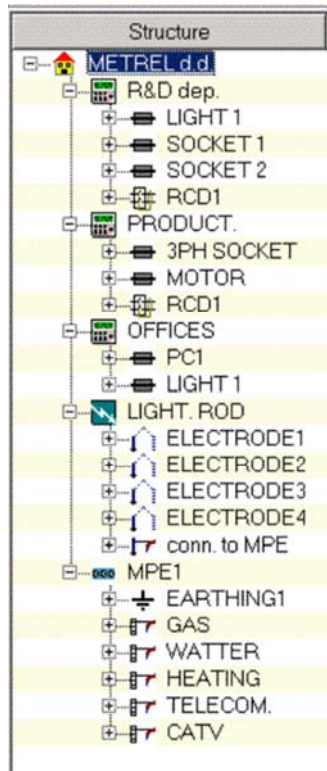 Structure
METREL d.d.
R&D dep.
LIGHT 1
SOCKET 1
SOCKET 2
RCD1
PRODUCT.
3PH SOCKET
MOTOR
RCD1
OFFICES
PC1
LIGHT 1
LIGHT. ROD
ELECTRODE1
ELECTRODE2
ELECTRODE3
ELECTRODE4
conn. to MPE
MPE1
EARTHING1
GAS
WATTER
HEATING
TELECOM.
CATV